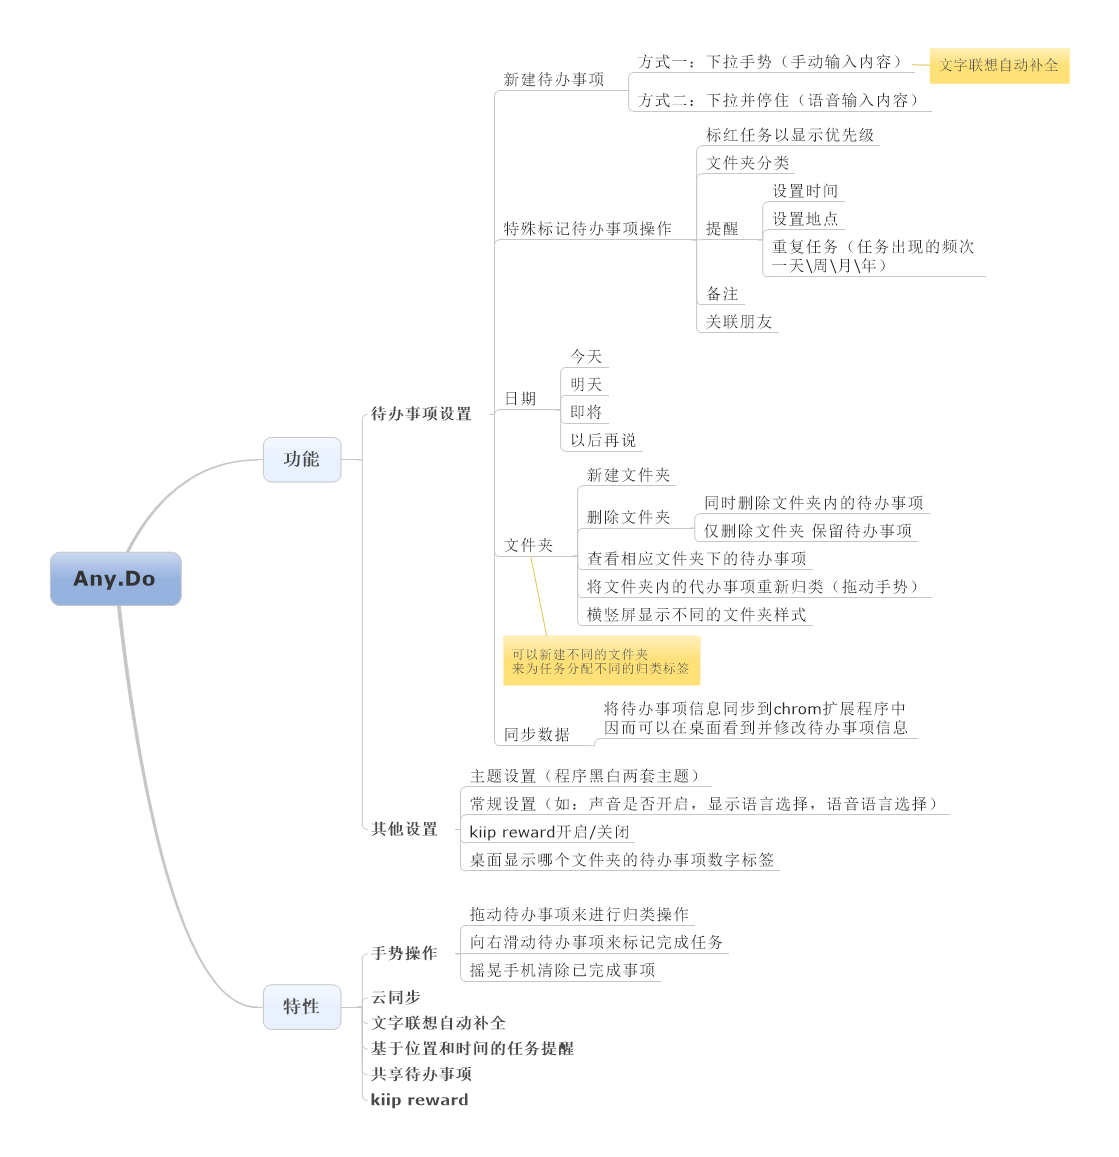 Any.Do
功能
待办事项设置
新建待办事项
方式一：下拉手势（手动输入内容）
文字联想自动补全
方式二：下拉并停住（语音输入内容）
特殊标记待办事项操作
标红任务以显示优先级
文件夹分类
提醒
设置时间
设置地点
重复任务（任务出现的频次
一天\周\月\年）
备注
关联朋友
日期
今天
明天
即将
以后再说
文件夹
新建文件夹
删除文件夹
同时删除文件夹内的待办事项
仅删除文件夹 保留待办事项
查看相应文件夹下的待办事项
将文件夹内的代办事项重新归类（拖动手势）
横竖屏显示不同的文件夹样式
可以新建不同的文件夹
来为任务分配不同的归类标签
同步数据
将待办事项信息同步到chrom扩展程序中
因而可以在桌面看到并修改待办事项信息
其他设置
主题设置（程序黑白两套主题）
常规设置（如：声音是否开启，显示语言选择，语音语言选择）
kiip reward开启/关闭
桌面显示哪个文件夹的待办事项数字标签
特性
手势操作
拖动待办事项来进行归类操作
向右滑动待办事项来标记完成任务
摇晃手机清除已完成事项
云同步
文字联想自动补全
基于位置和时间的任务提醒
共享待办事项
kiip reward